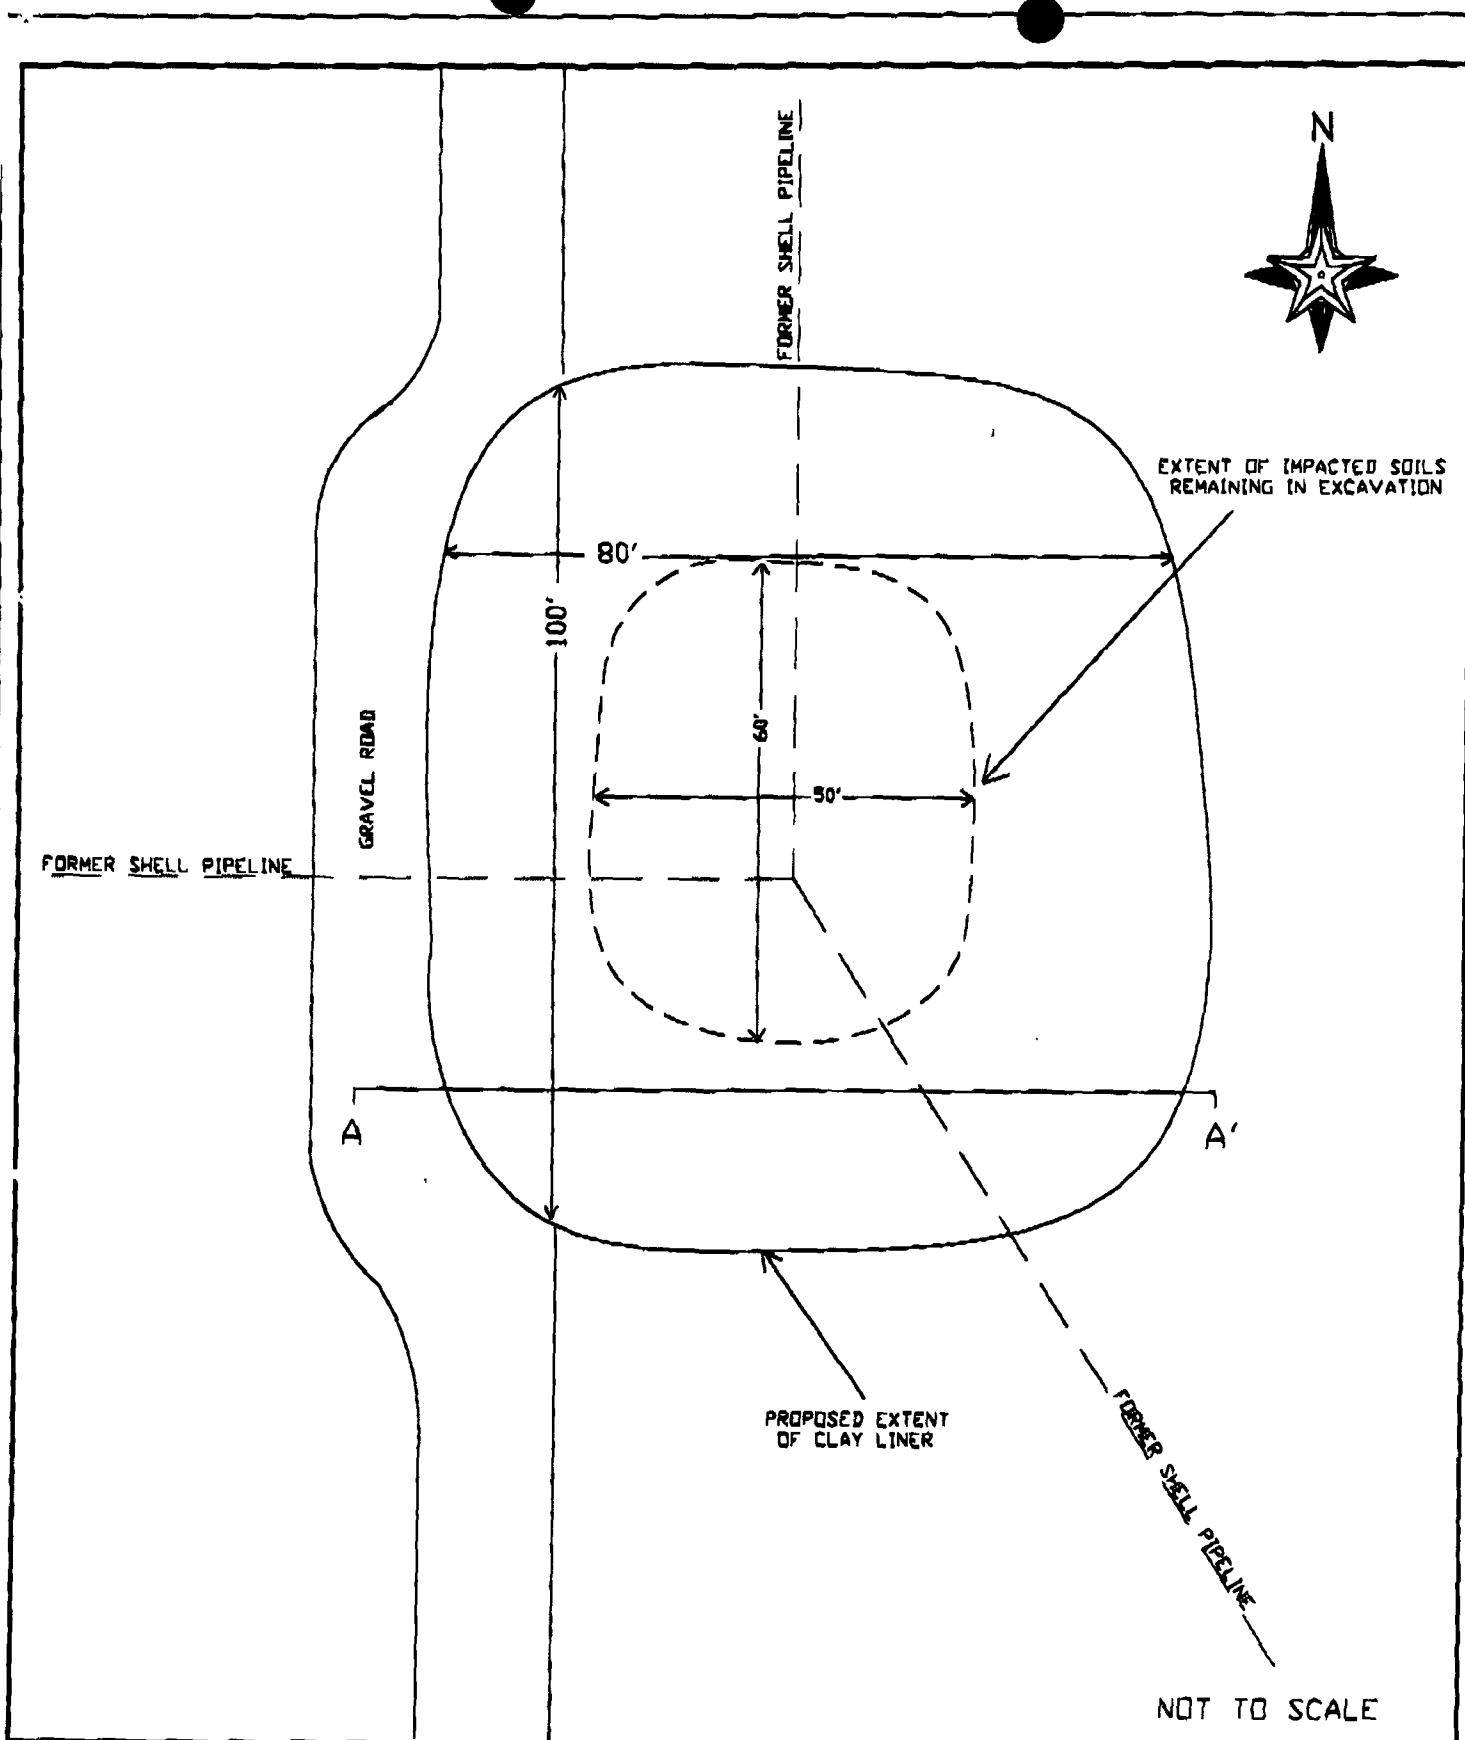 FORMER SHELL PIPELINE
N
EXTENT OF IMPACTED SOILS
REMAINING IN EXCAVATION
80'
100'
60'
50'
GRAVEL ROAD
FORMER SHELL PIPELINE
A
A'
PROPOSED EXTENT
OF CLAY LINER
FORMER SHELL PIPELINE
NOT TO SCALE